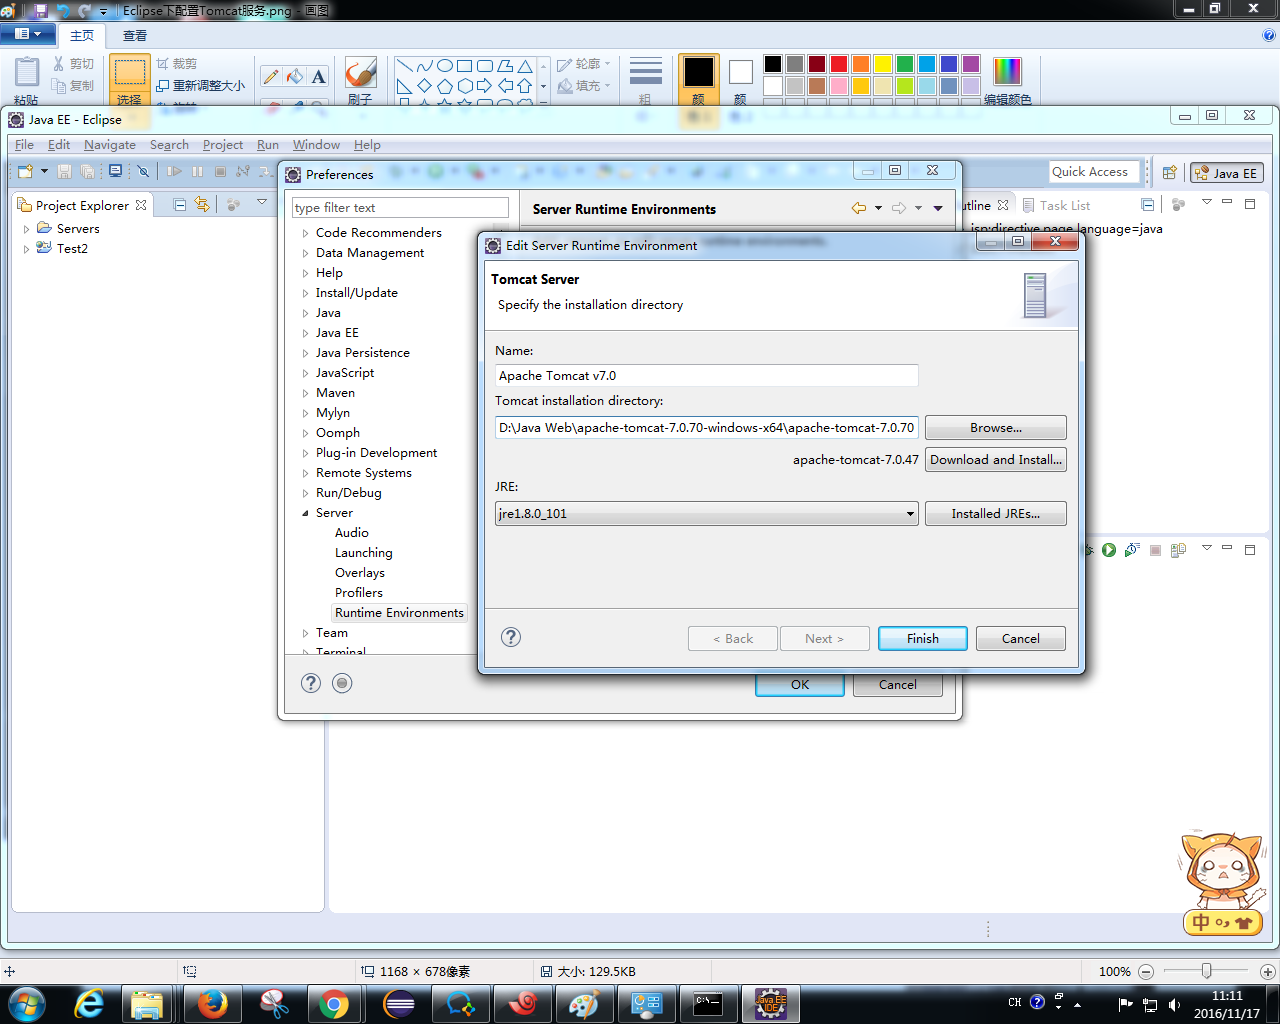 Eclipse下配置Tomcat服务.png - 画图
主页
查看
剪切
复制
粘贴
选择
裁剪
重新调整大小
A
刷子
轮廓
填充
粗
颜
颜
编辑颜色
Java EE - Eclipse
File Edit Navigate Search Project Run Window Help
Quick Access
Java EE
Project Explorer
Servers
Test2
utline
Task List
jsp:directive.page language=java
Preferences
type filter text
Server Runtime Environments
Code Recommenders
Data Management
Help
Install/Update
Java
Java EE
Java Persistence
JavaScript
Maven
Mylyn
Oomph
Plug-in Development
Remote Systems
Run/Debug
Server
Audio
Launching
Overlays
Profilers
Runtime Environments
Team
Terminal
OK
Cancel
Edit Server Runtime Environment
Tomcat Server
Specify the installation directory
Name:
Apache Tomcat v7.0
Tomcat installation directory:
D:\Java Web\apache-tomcat-7.0.70-windows-x64\apache-tomcat-7.0.70
Browse...
apache-tomcat-7.0.47
Download and Install...
JRE:
jre1.8.0_101
Installed JREs...
< Back
Next >
Finish
Cancel
中
1168 × 678像素
大小: 129.5KB
100%
C:\_
Java EE
IDE
CH
11:11
2016/11/17